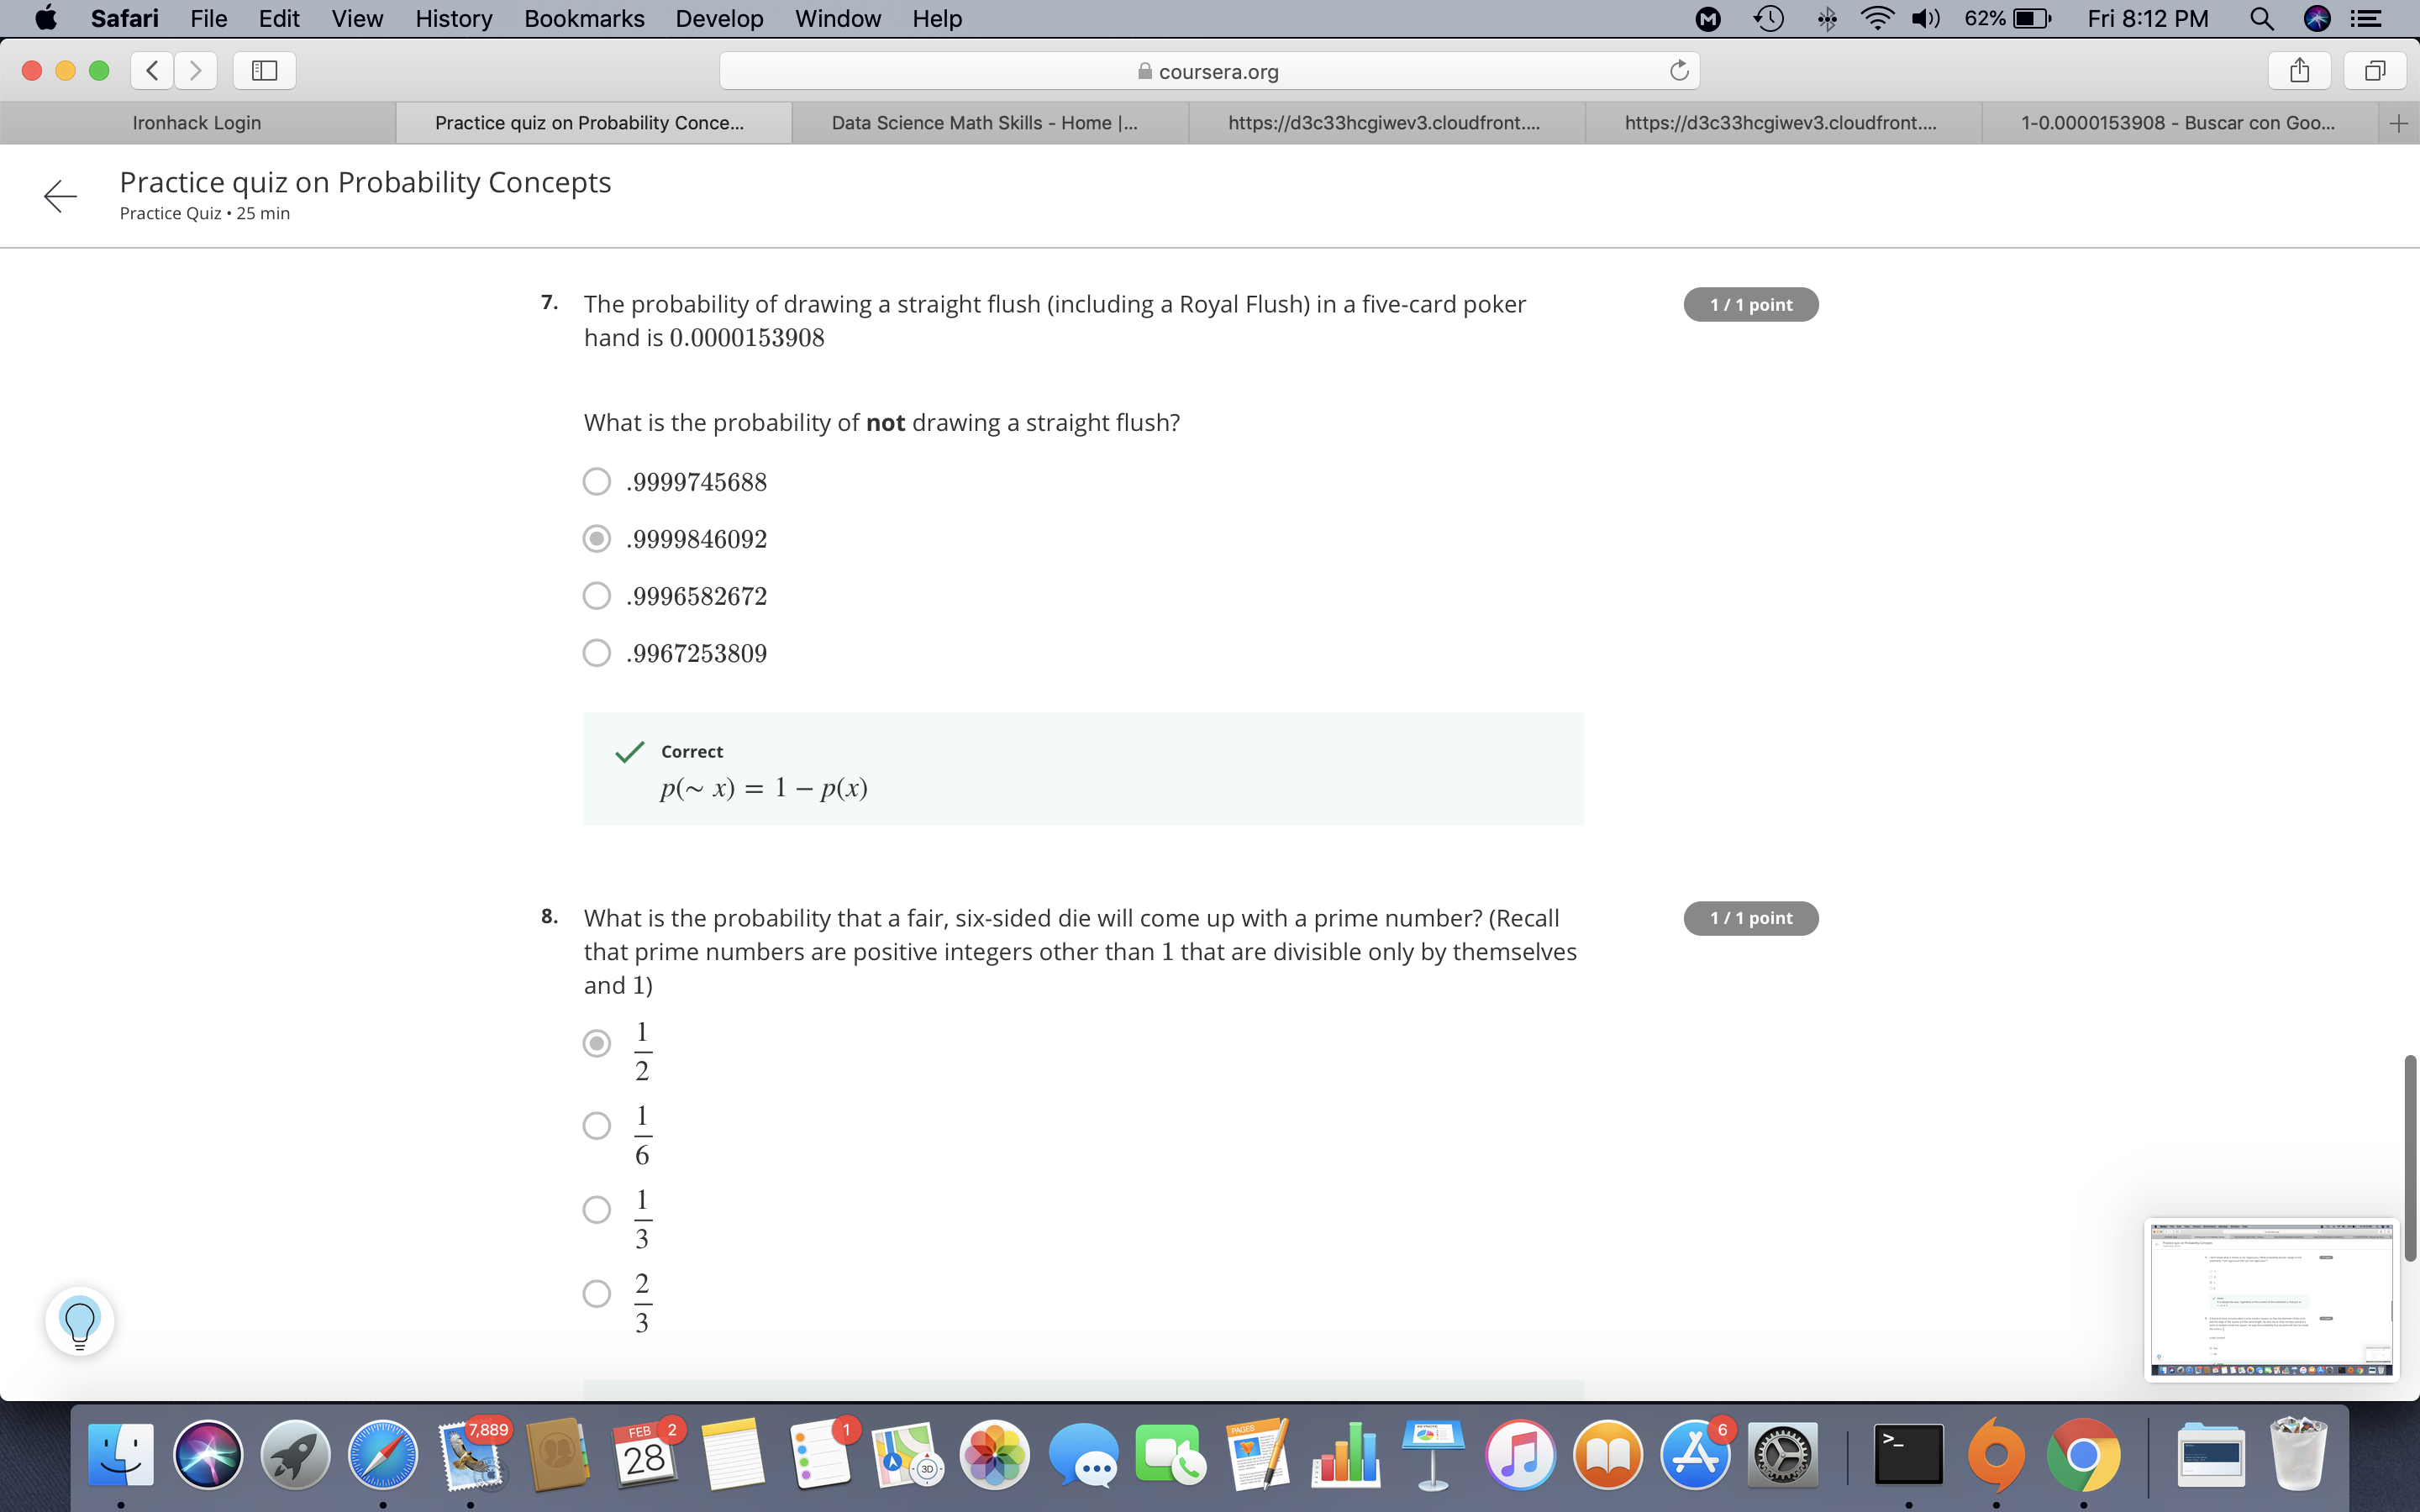 Safari File Edit View History Bookmarks Develop Window Help 62% Fri 8:12 PM
coursera.org
Ironhack Login
Practice quiz on Probability Conce...
Data Science Math Skills - Home |...
https://d3c33hcgiwev3.cloudfront....
https://d3c33hcgiwev3.cloudfront....
1-0.0000153908 - Buscar con Goo...
Practice quiz on Probability Concepts
Practice Quiz • 25 min
7. The probability of drawing a straight flush (including a Royal Flush) in a five-card poker
hand is 0.0000153908
1 / 1 point
What is the probability of not drawing a straight flush?
.9999745688
.9999846092
.9996582672
.9967253809
Correct
p(∼ x) = 1 − p(x)
8. What is the probability that a fair, six-sided die will come up with a prime number? (Recall
that prime numbers are positive integers other than 1 that are divisible only by themselves
and 1)
1 / 1 point
1/2
1/6
1/3
2/3
7,889
FEB 2
28
1
3D
PAGES
6
>_